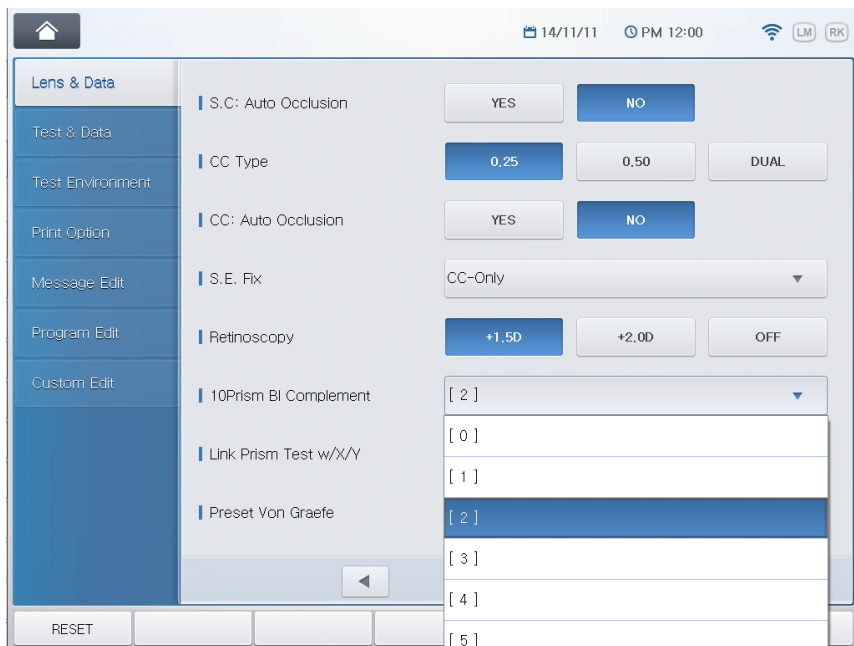 14/11/11 PM 12:00 LM RK
Lens & Data
Test & Data
Test Environment
Print Option
Message Edit
Program Edit
Custom Edit
S.C: Auto Occlusion YES NO
CC Type 0.25 0.50 DUAL
CC: Auto Occlusion YES NO
S.E. Fix CC-Only
Retinoscopy +1.5D +2.0D OFF
10Prism BI Complement [ 2 ]
Link Prism Test w/X/Y
Preset Von Graefe
[ 0 ]
[ 1 ]
[ 2 ]
[ 3 ]
[ 4 ]
[ 5 ]
RESET